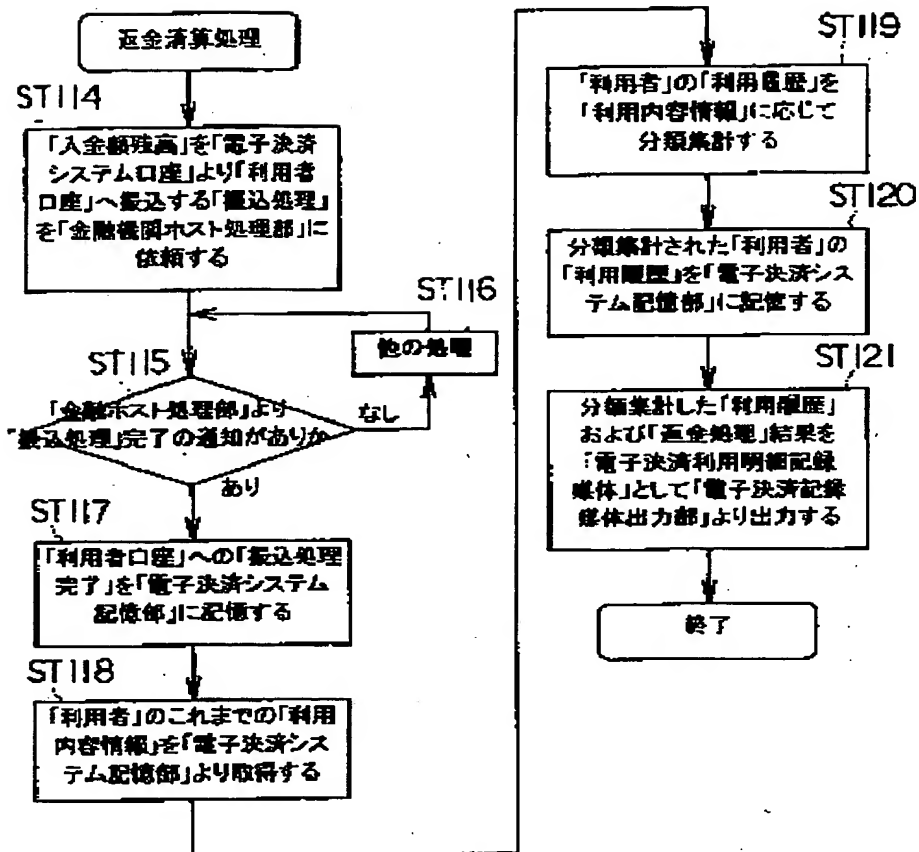 返金清算処理
ST114
「入金額残高」を「電子決済
システム口座」より「利用者
口座」へ振込する「振込処理」
を「金融機関ホスト処理部」に
依頼する
ST116
他の処理
ST115
「金融ホスト処理部」より
「振込処理」完了の通知がありか
なし
あり
ST117
「利用者口座」への「振込処理
完了」を「電子決済システム
記憶部」に記憶する
ST118
「利用者」のこれまでの「利用
内容情報」を「電子決済シス
テム記憶部」より取得する
ST119
「利用者」の「利用履歴」を
「利用内容情報」に応じて
分類集計する
ST120
分類集計された「利用者」の
「利用履歴」を「電子決済シス
テム記憶部」に記憶する
ST121
分類集計した「利用履歴」
および「返金処理」結果を
「電子決済利用明細記録
媒体」として「電子決済記録
媒体出力部」より出力する
終了